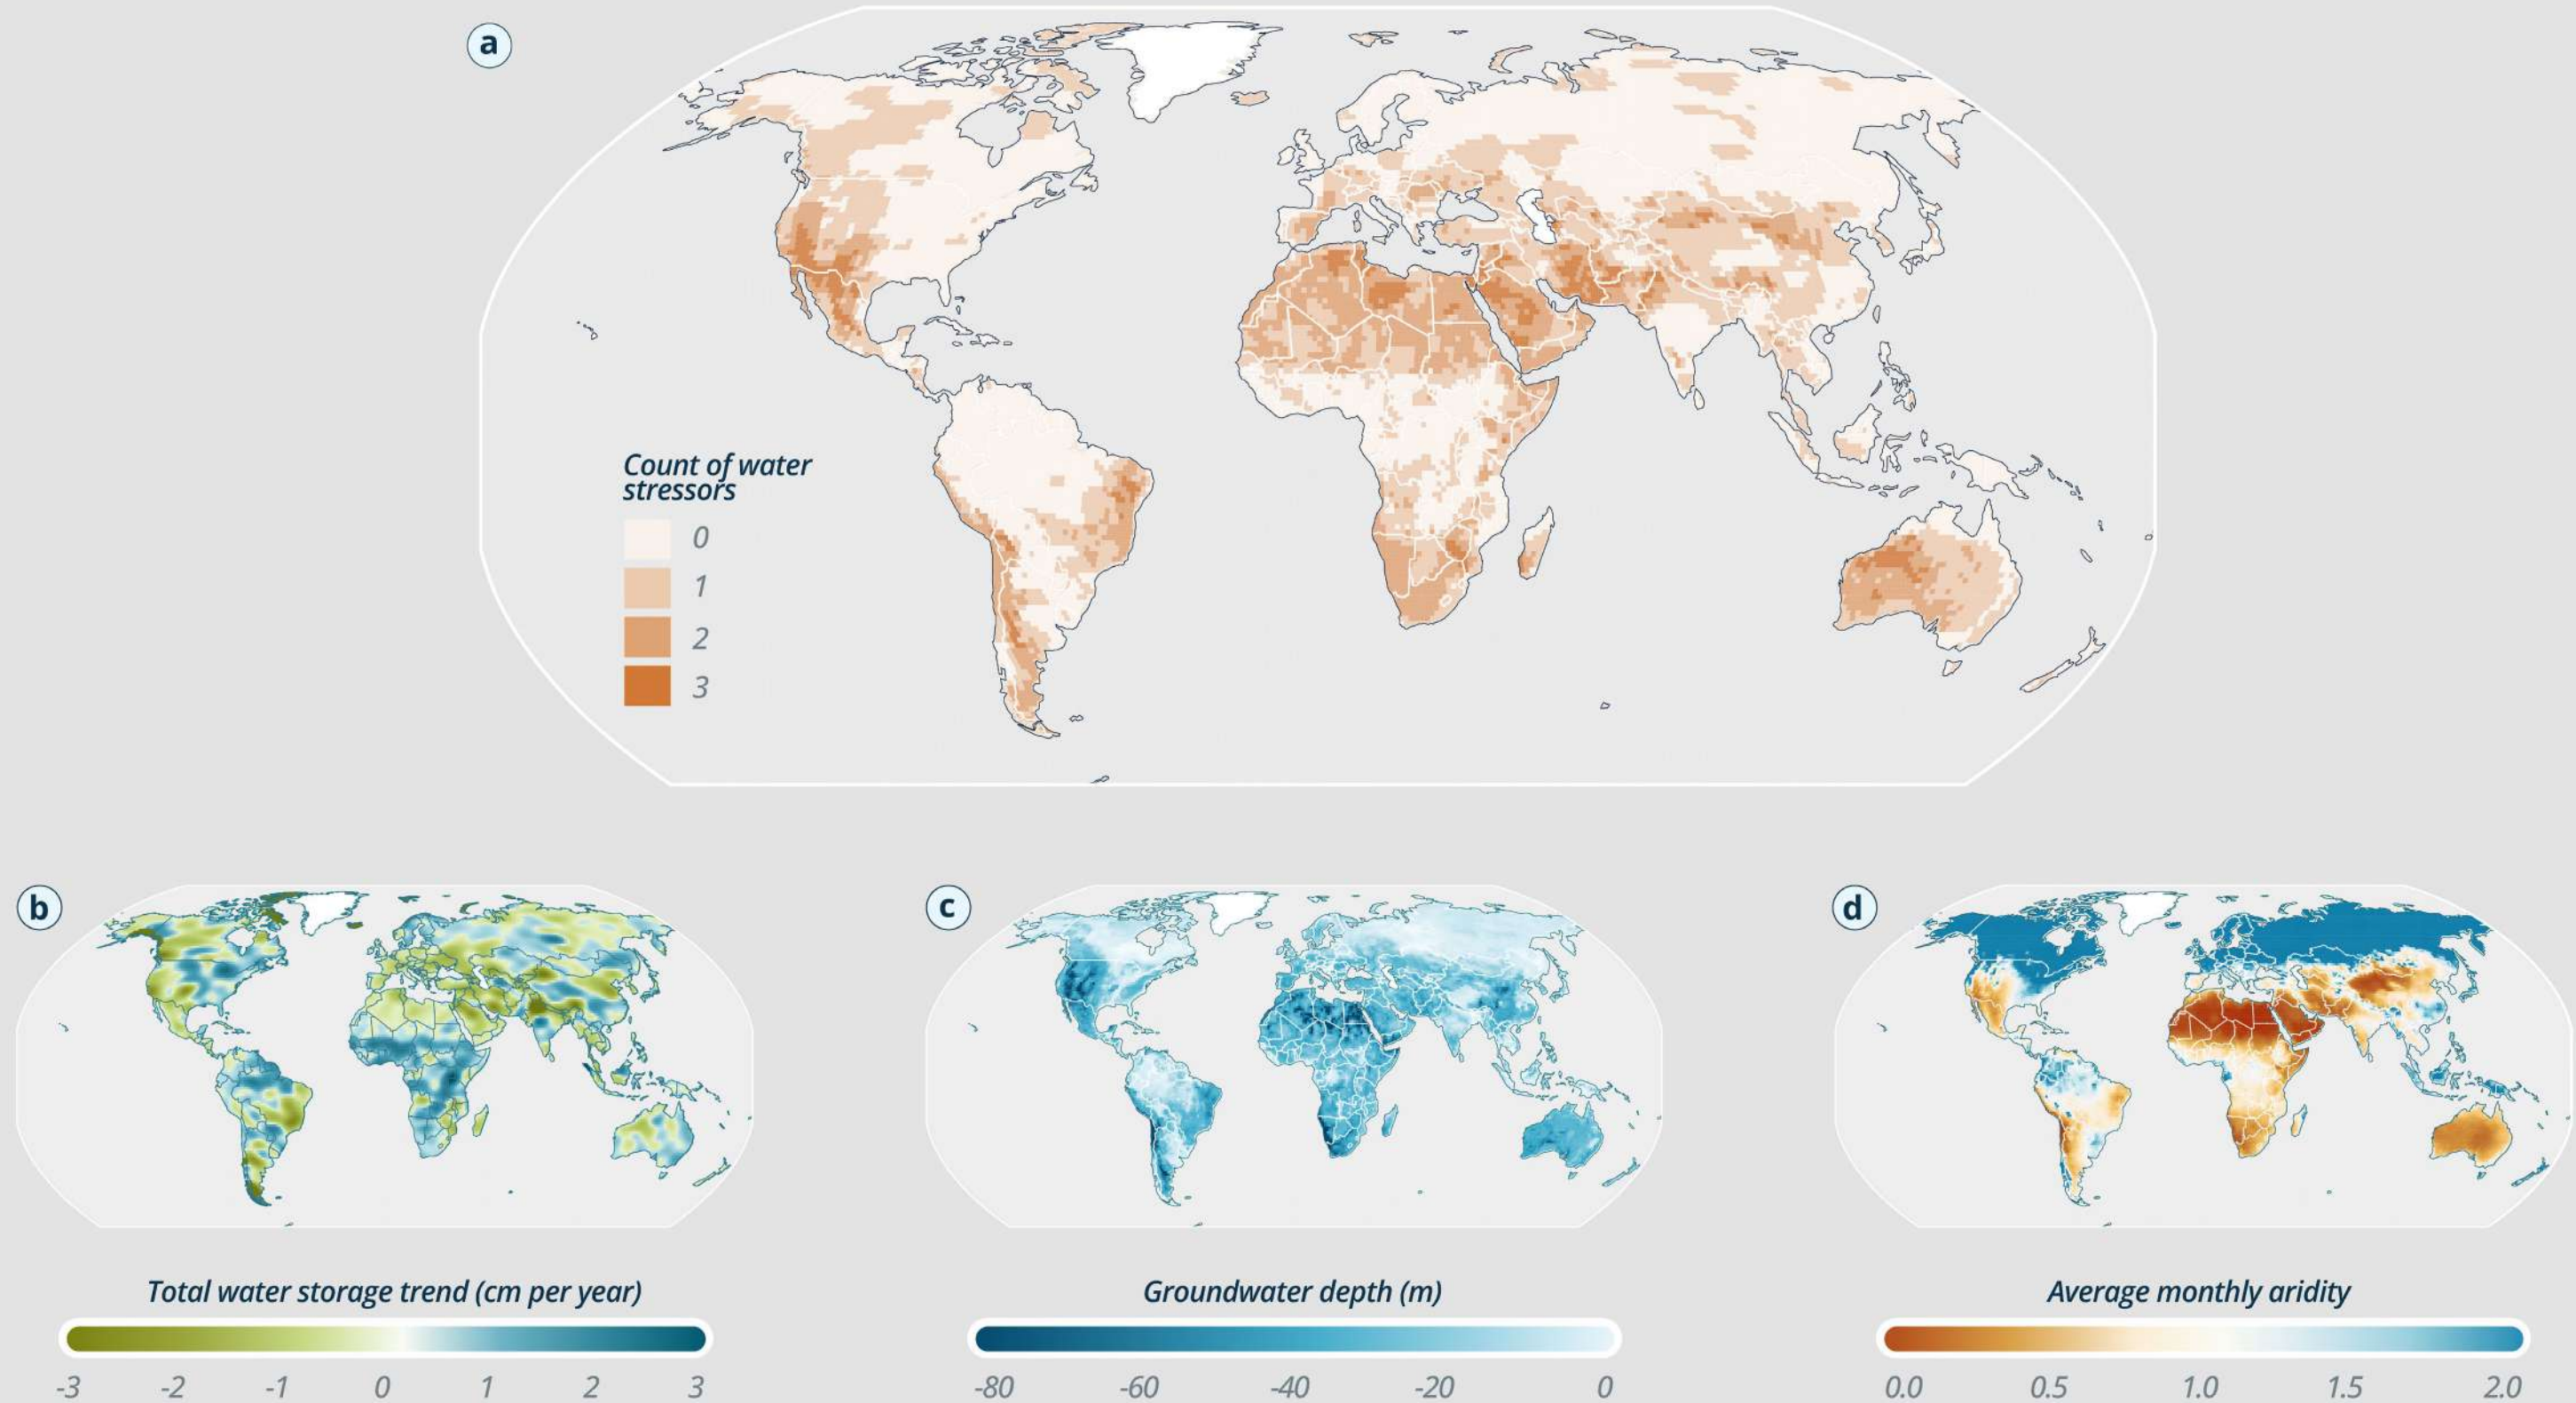 a
Count of water
stressors
0
1
2
3
b
c
d
Total water storage trend (cm per year)
-3 -2 -1 0 1 2 3
Groundwater depth (m)
-80 -60 -40 -20 0
Average monthly aridity
0.0 0.5 1.0 1.5 2.0